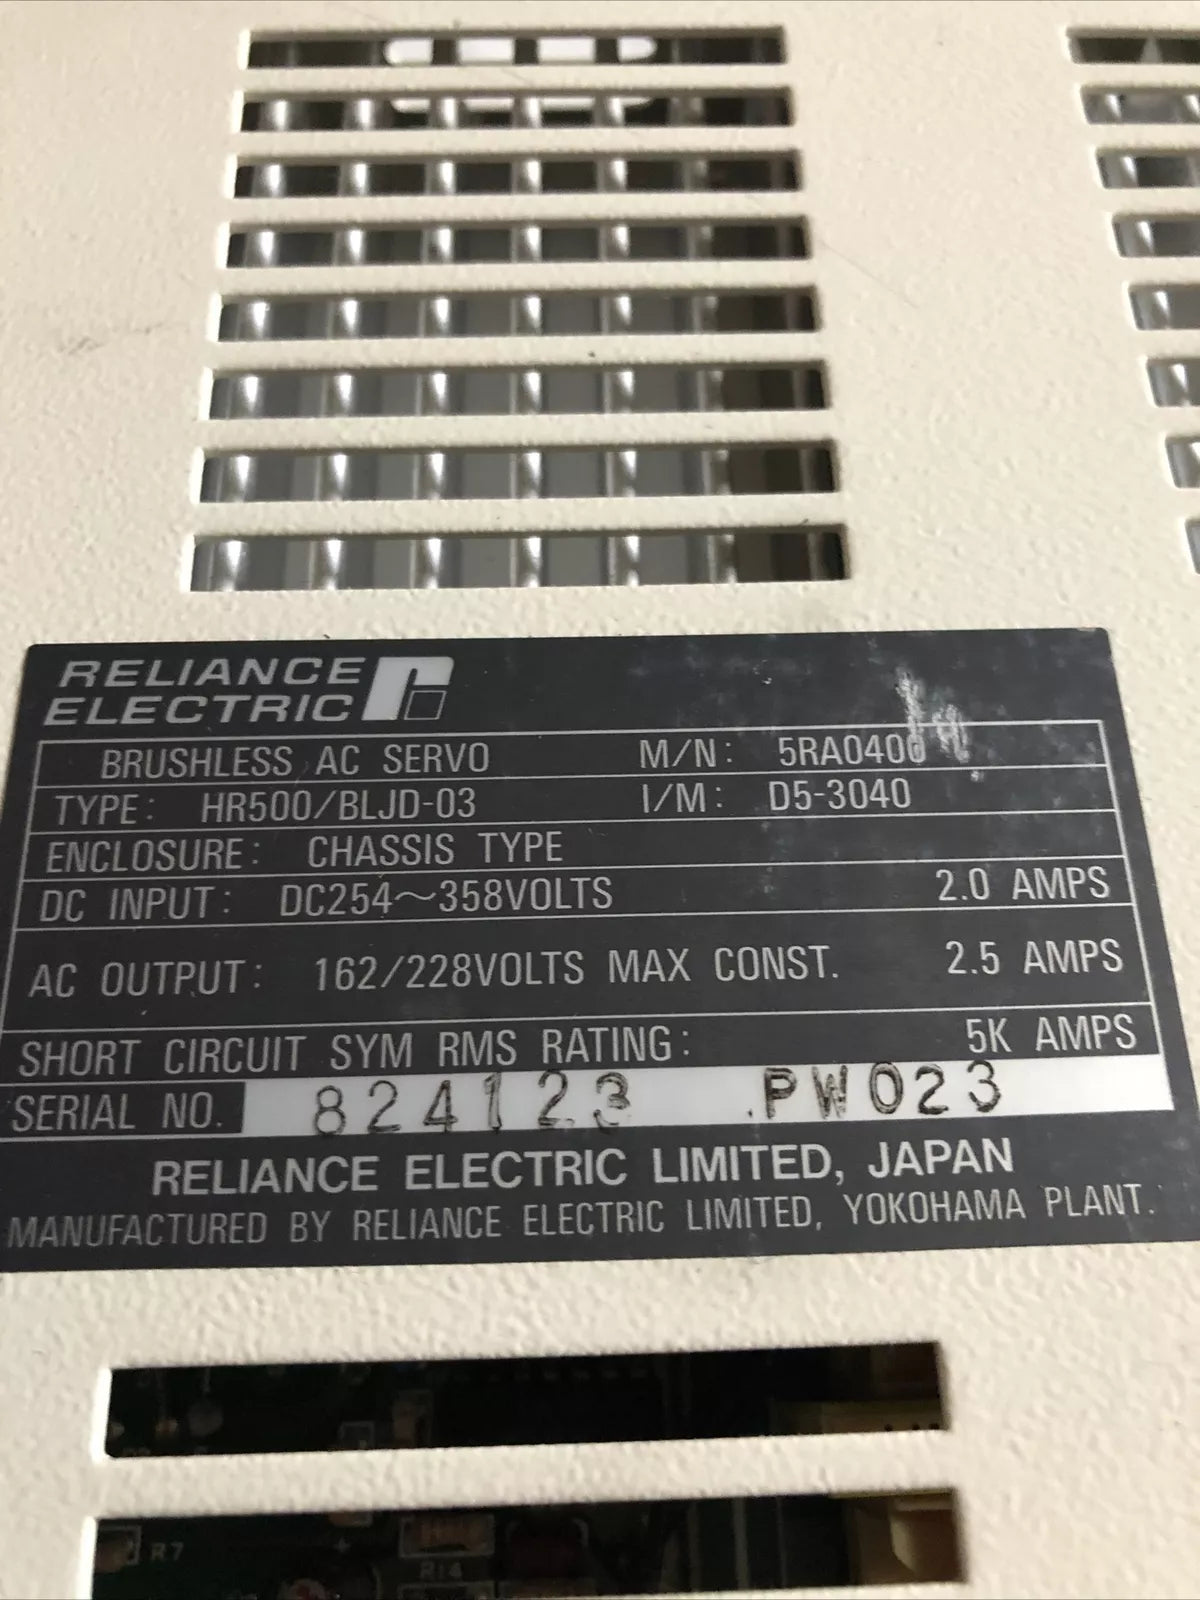 RELIANCE
ELECTRIC
BRUSHLESS AC SERVO M/N: 5RA0400
TYPE: HR500/BLJD-03 I/M: D5-3040
ENCLOSURE: CHASSIS TYPE
DC INPUT: DC254~358VOLTS 2.0 AMPS
AC OUTPUT: 162/228VOLTS MAX CONST. 2.5 AMPS
SHORT CIRCUIT SYM RMS RATING: 5K AMPS
SERIAL NO. 824123 PW023
RELIANCE ELECTRIC LIMITED, JAPAN
MANUFACTURED BY RELIANCE ELECTRIC LIMITED, YOKOHAMA PLANT.
R7
R14